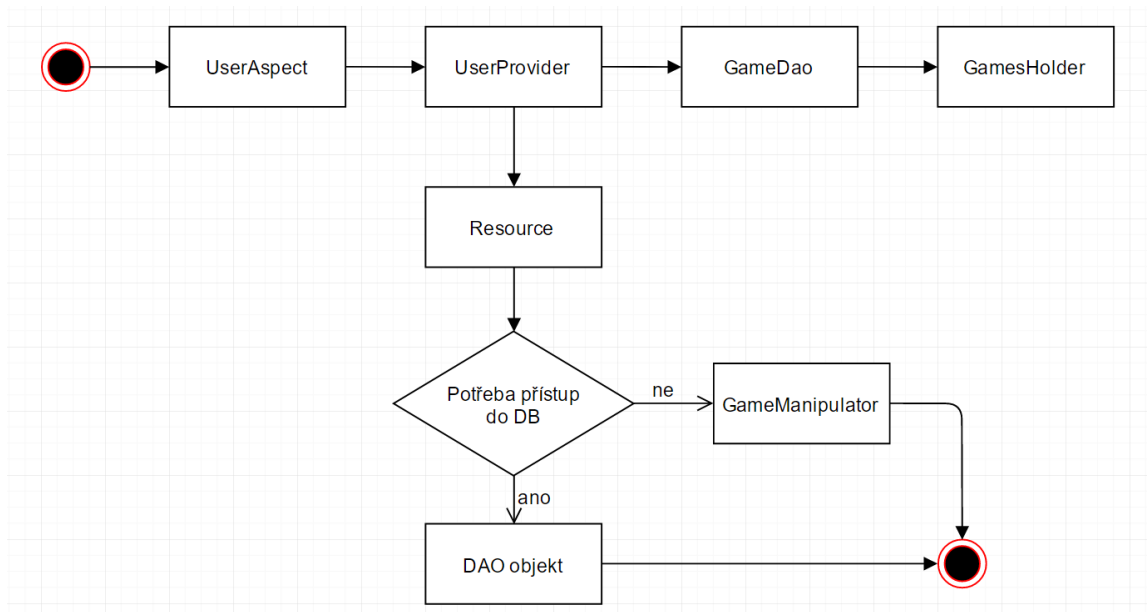 UserAspect
UserProvider
GameDao
GamesHolder
Resource
Potřeba přístup
do DB
ne
GameManipulator
ano
DAO objekt